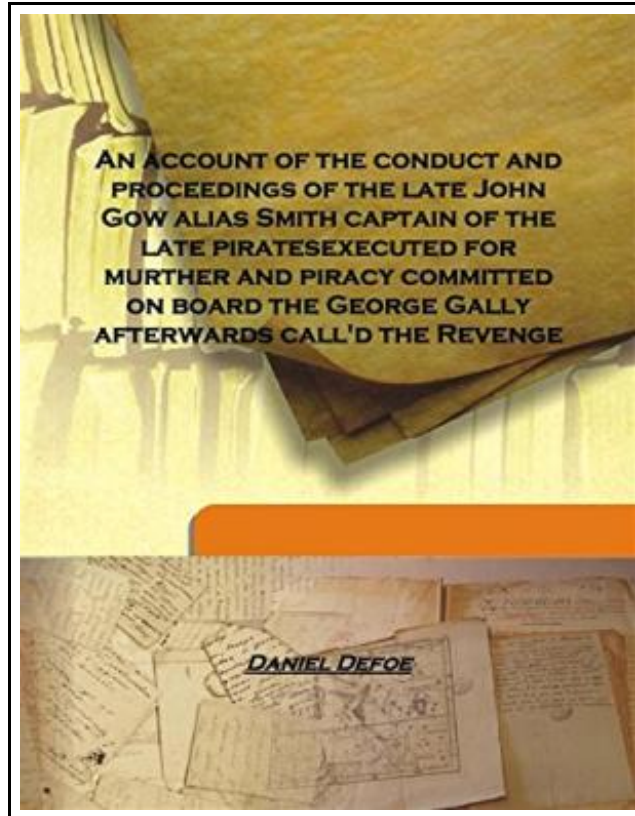 An account of the conduct and
proceedings of the late John
Gow alias Smith captain of the
late piratesexecuted for
murther and piracy committed
on board the George Gally
afterwards call'd the Revenge
Daniel Defoe